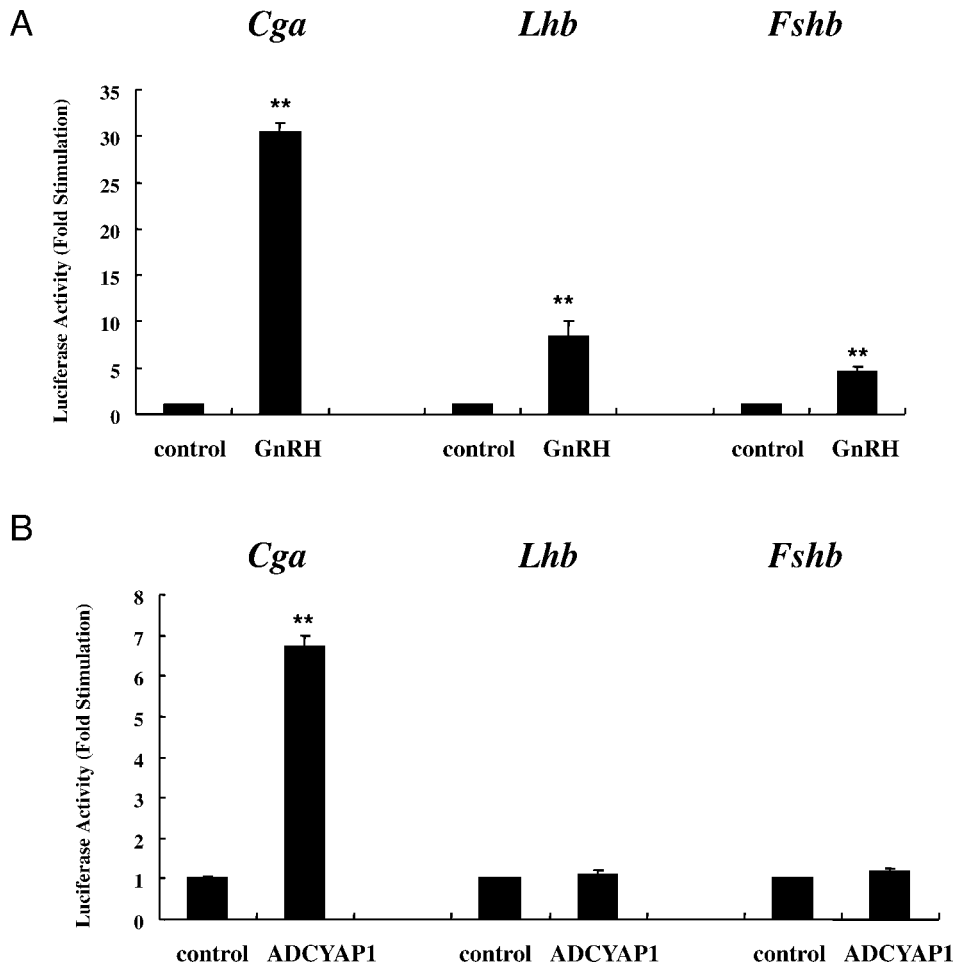 A
Cga Lhb Fshb
Luciferase Activity (Fold Stimulation)
35
30
25
20
15
10
5
0
**
**
**
control GnRH control GnRH control GnRH
B
Cga Lhb Fshb
Luciferase Activity (Fold Stimulation)
8
7
6
5
4
3
2
1
0
**
control ADCYAP1 control ADCYAP1 control ADCYAP1